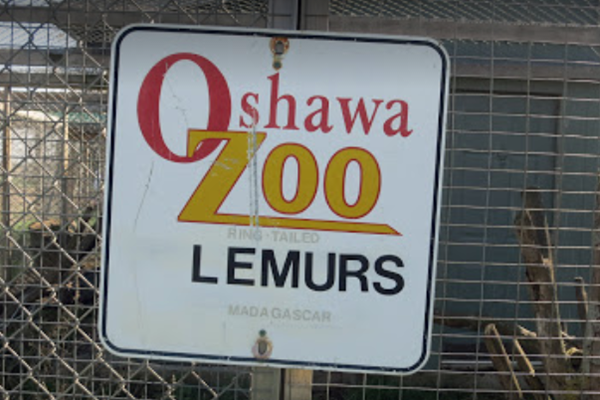 Oshawa
Zoo
RING-TAILED
LEMURS
MADAGASCAR